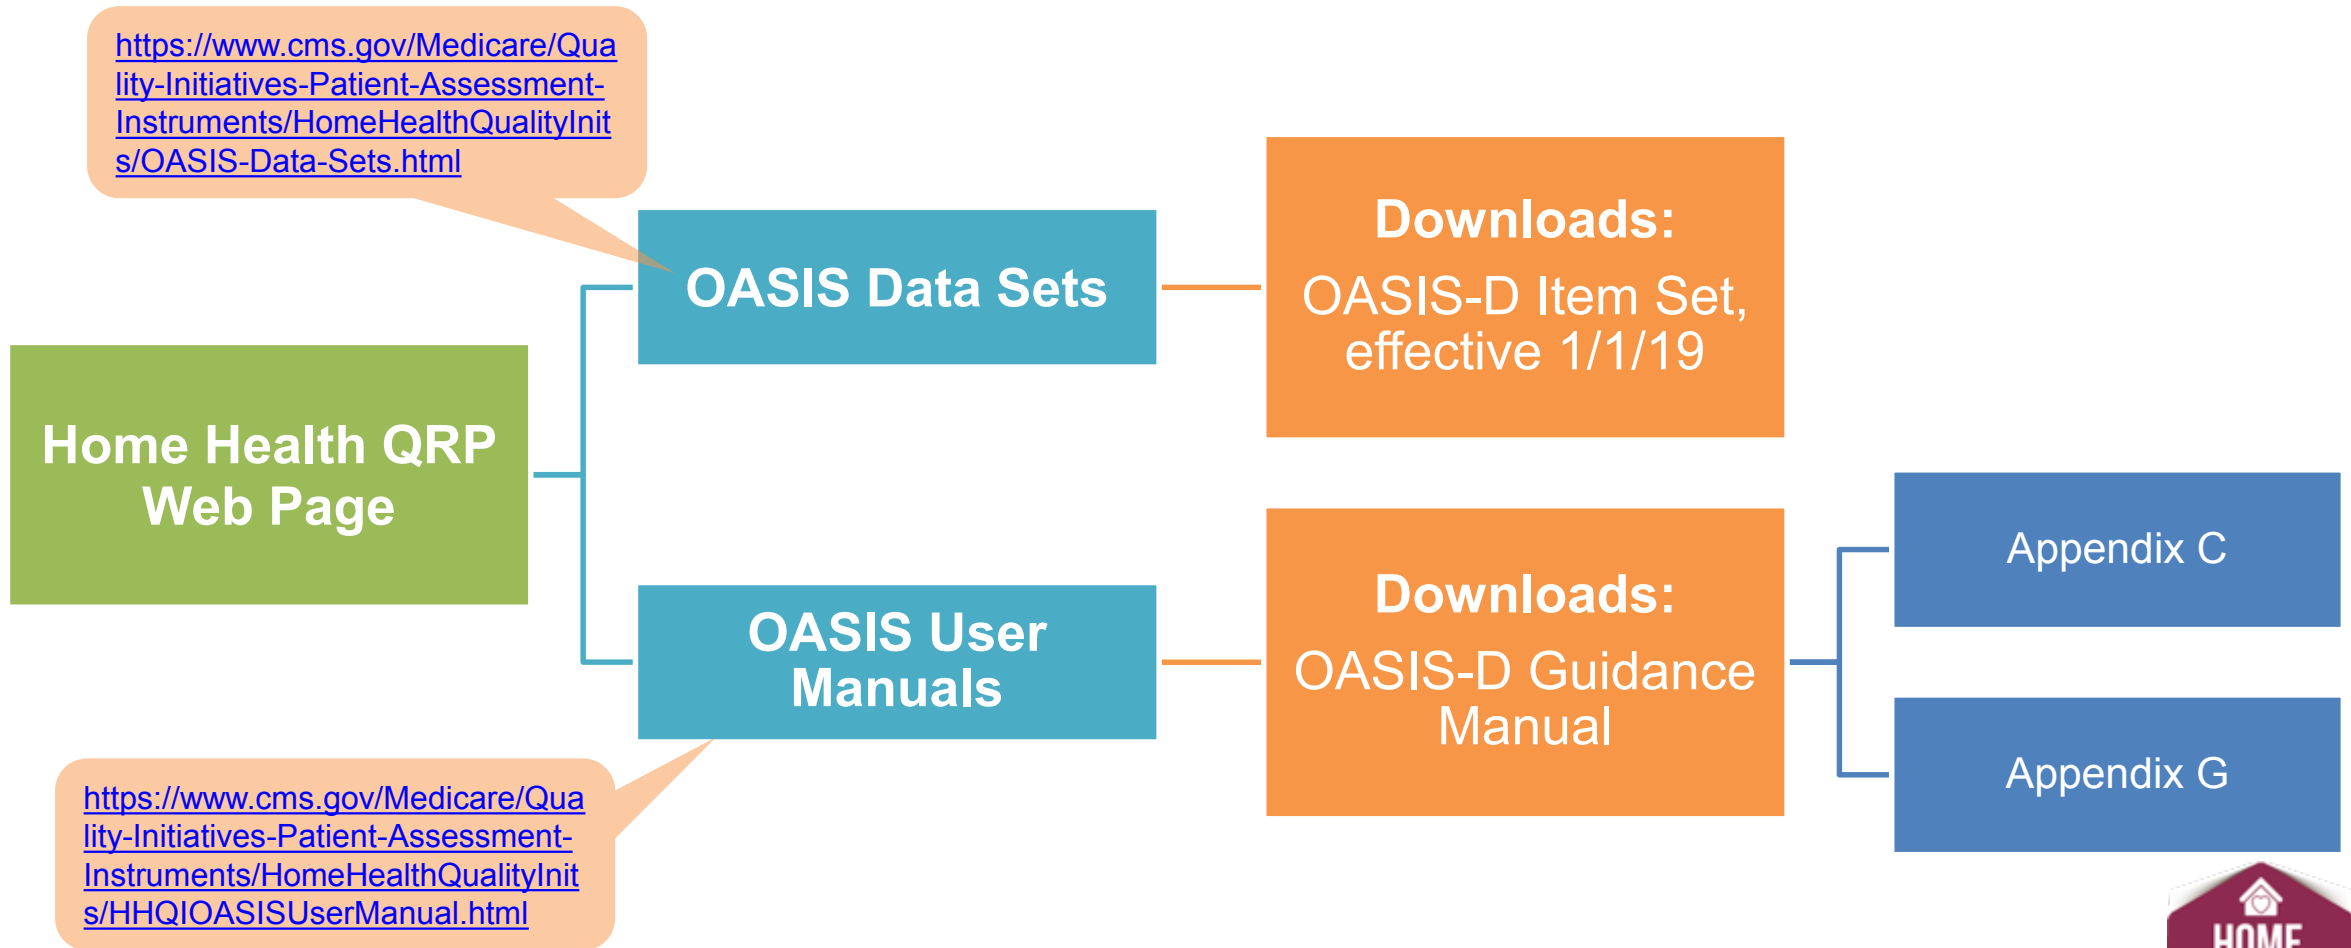 https://www.cms.gov/Medicare/Qua
lity-Initiatives-Patient-Assessment-
Instruments/HomeHealthQualityInit
s/OASIS-Data-Sets.html
OASIS Data Sets
Downloads:
OASIS-D Item Set,
effective 1/1/19
Home Health QRP
Web Page
OASIS User
Manuals
Downloads:
OASIS-D Guidance
Manual
Appendix C
Appendix G
https://www.cms.gov/Medicare/Qua
lity-Initiatives-Patient-Assessment-
Instruments/HomeHealthQualityInit
s/HHQIOASISUserManual.html
HOME